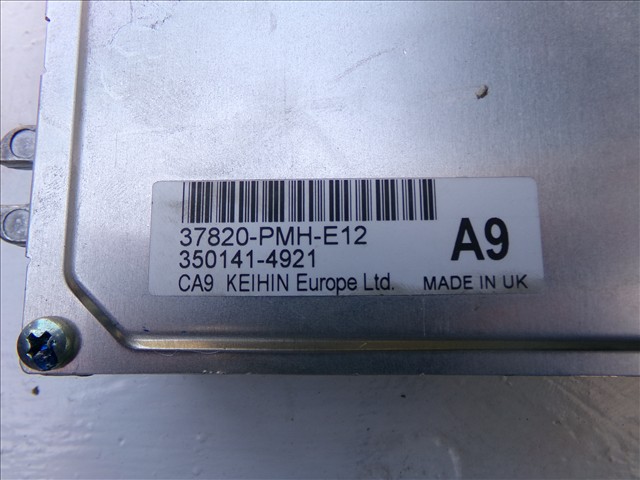 37820-PMH-E12
350141-4921
A9
CA9 KEIHIN Europe Ltd. MADE IN UK